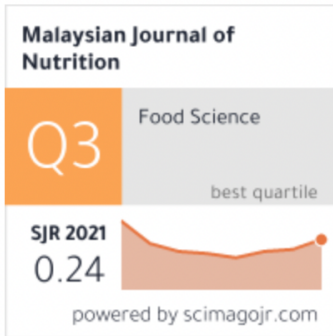 Malaysian Journal of
Nutrition
Q3
Food Science
best quartile
SJR 2021
0.24
powered by scimagojr.com